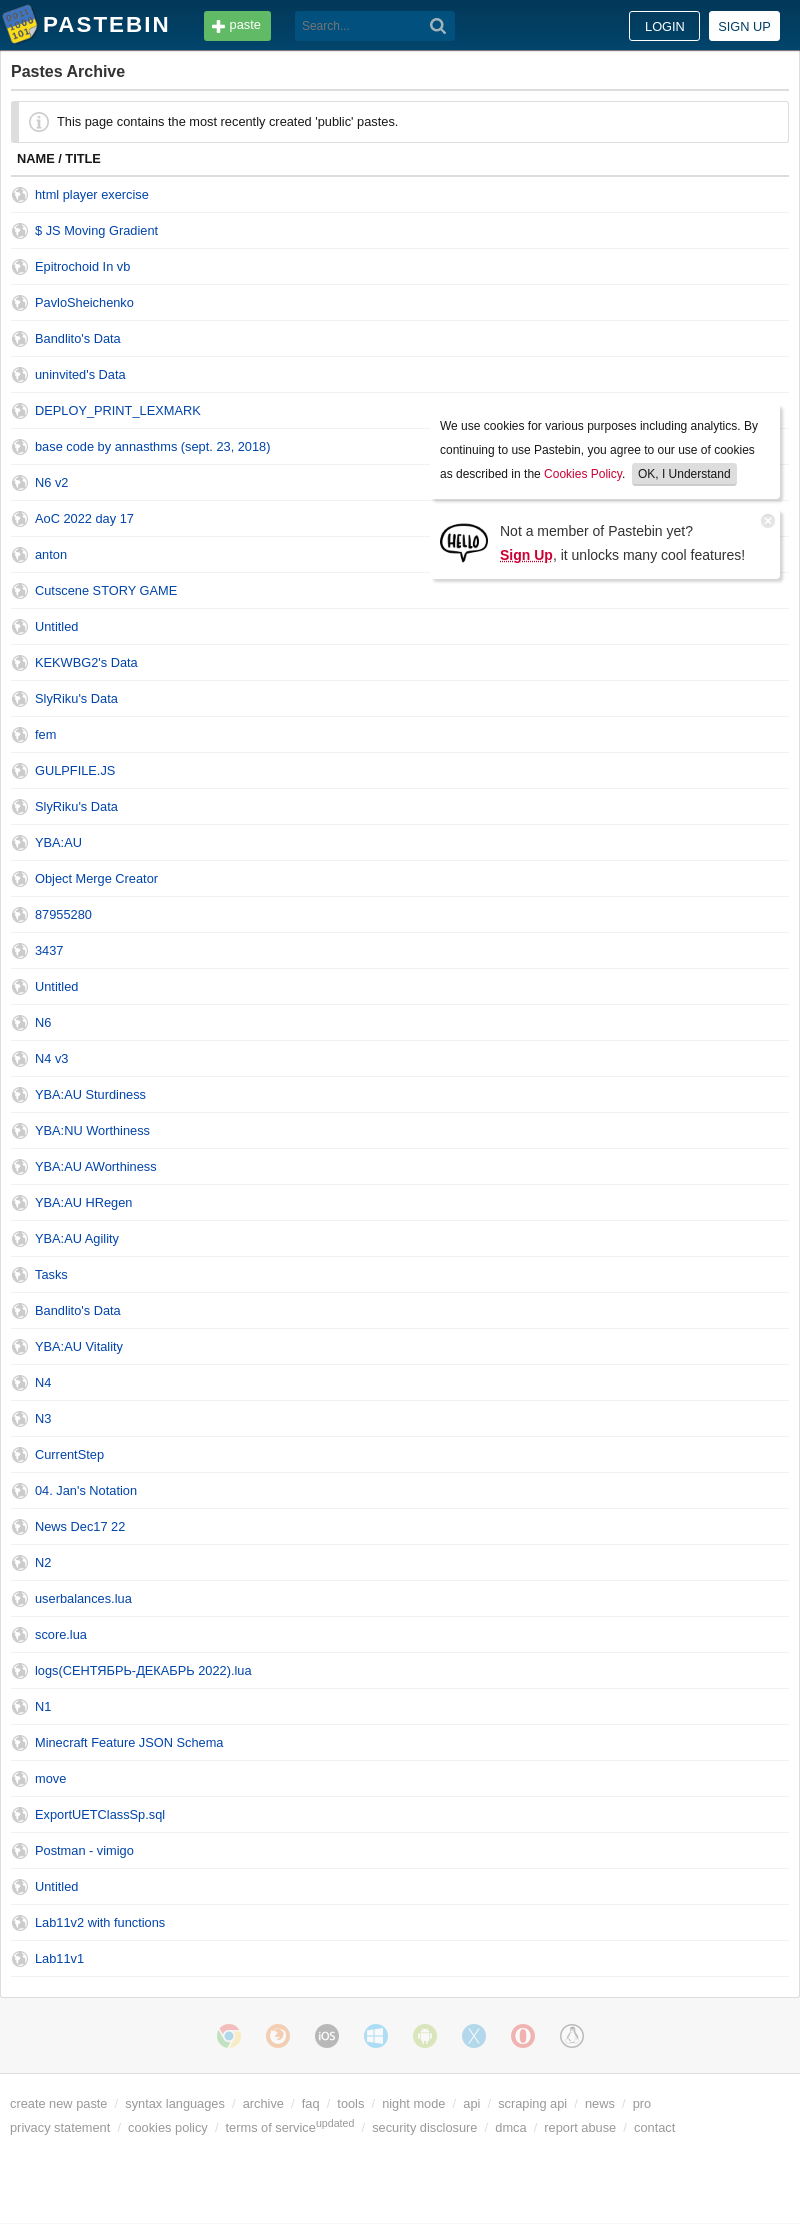 PASTEBIN
paste
Search...
LOGIN
SIGN UP
Pastes Archive
This page contains the most recently created 'public' pastes.
NAME / TITLE
html player exercise
$ JS Moving Gradient
Epitrochoid In vb
PavloSheichenko
Bandlito's Data
uninvited's Data
DEPLOY_PRINT_LEXMARK
base code by annasthms (sept. 23, 2018)
N6 v2
AoC 2022 day 17
anton
Cutscene STORY GAME
We use cookies for various purposes including analytics. By
continuing to use Pastebin, you agree to our use of cookies
as described in the Cookies Policy. OK, I Understand
HELLO
Not a member of Pastebin yet?
Sign Up, it unlocks many cool features!
Untitled
KEKWBG2's Data
SlyRiku's Data
fem
GULPFILE.JS
SlyRiku's Data
YBA:AU
Object Merge Creator
87955280
3437
Untitled
N6
N4 v3
YBA:AU Sturdiness
YBA:NU Worthiness
YBA:AU AWorthiness
YBA:AU HRegen
YBA:AU Agility
Tasks
Bandlito's Data
YBA:AU Vitality
N4
N3
CurrentStep
04. Jan's Notation
News Dec17 22
N2
userbalances.lua
score.lua
logs(СЕНТЯБРЬ-ДЕКАБРЬ 2022).lua
N1
Minecraft Feature JSON Schema
move
ExportUETClassSp.sql
Postman - vimigo
Untitled
Lab11v2 with functions
Lab11v1
iOS
create new paste / syntax languages / archive / faq / tools / night mode / api / scraping api / news / pro
privacy statement / cookies policy / terms of service updated / security disclosure / dmca / report abuse / contact